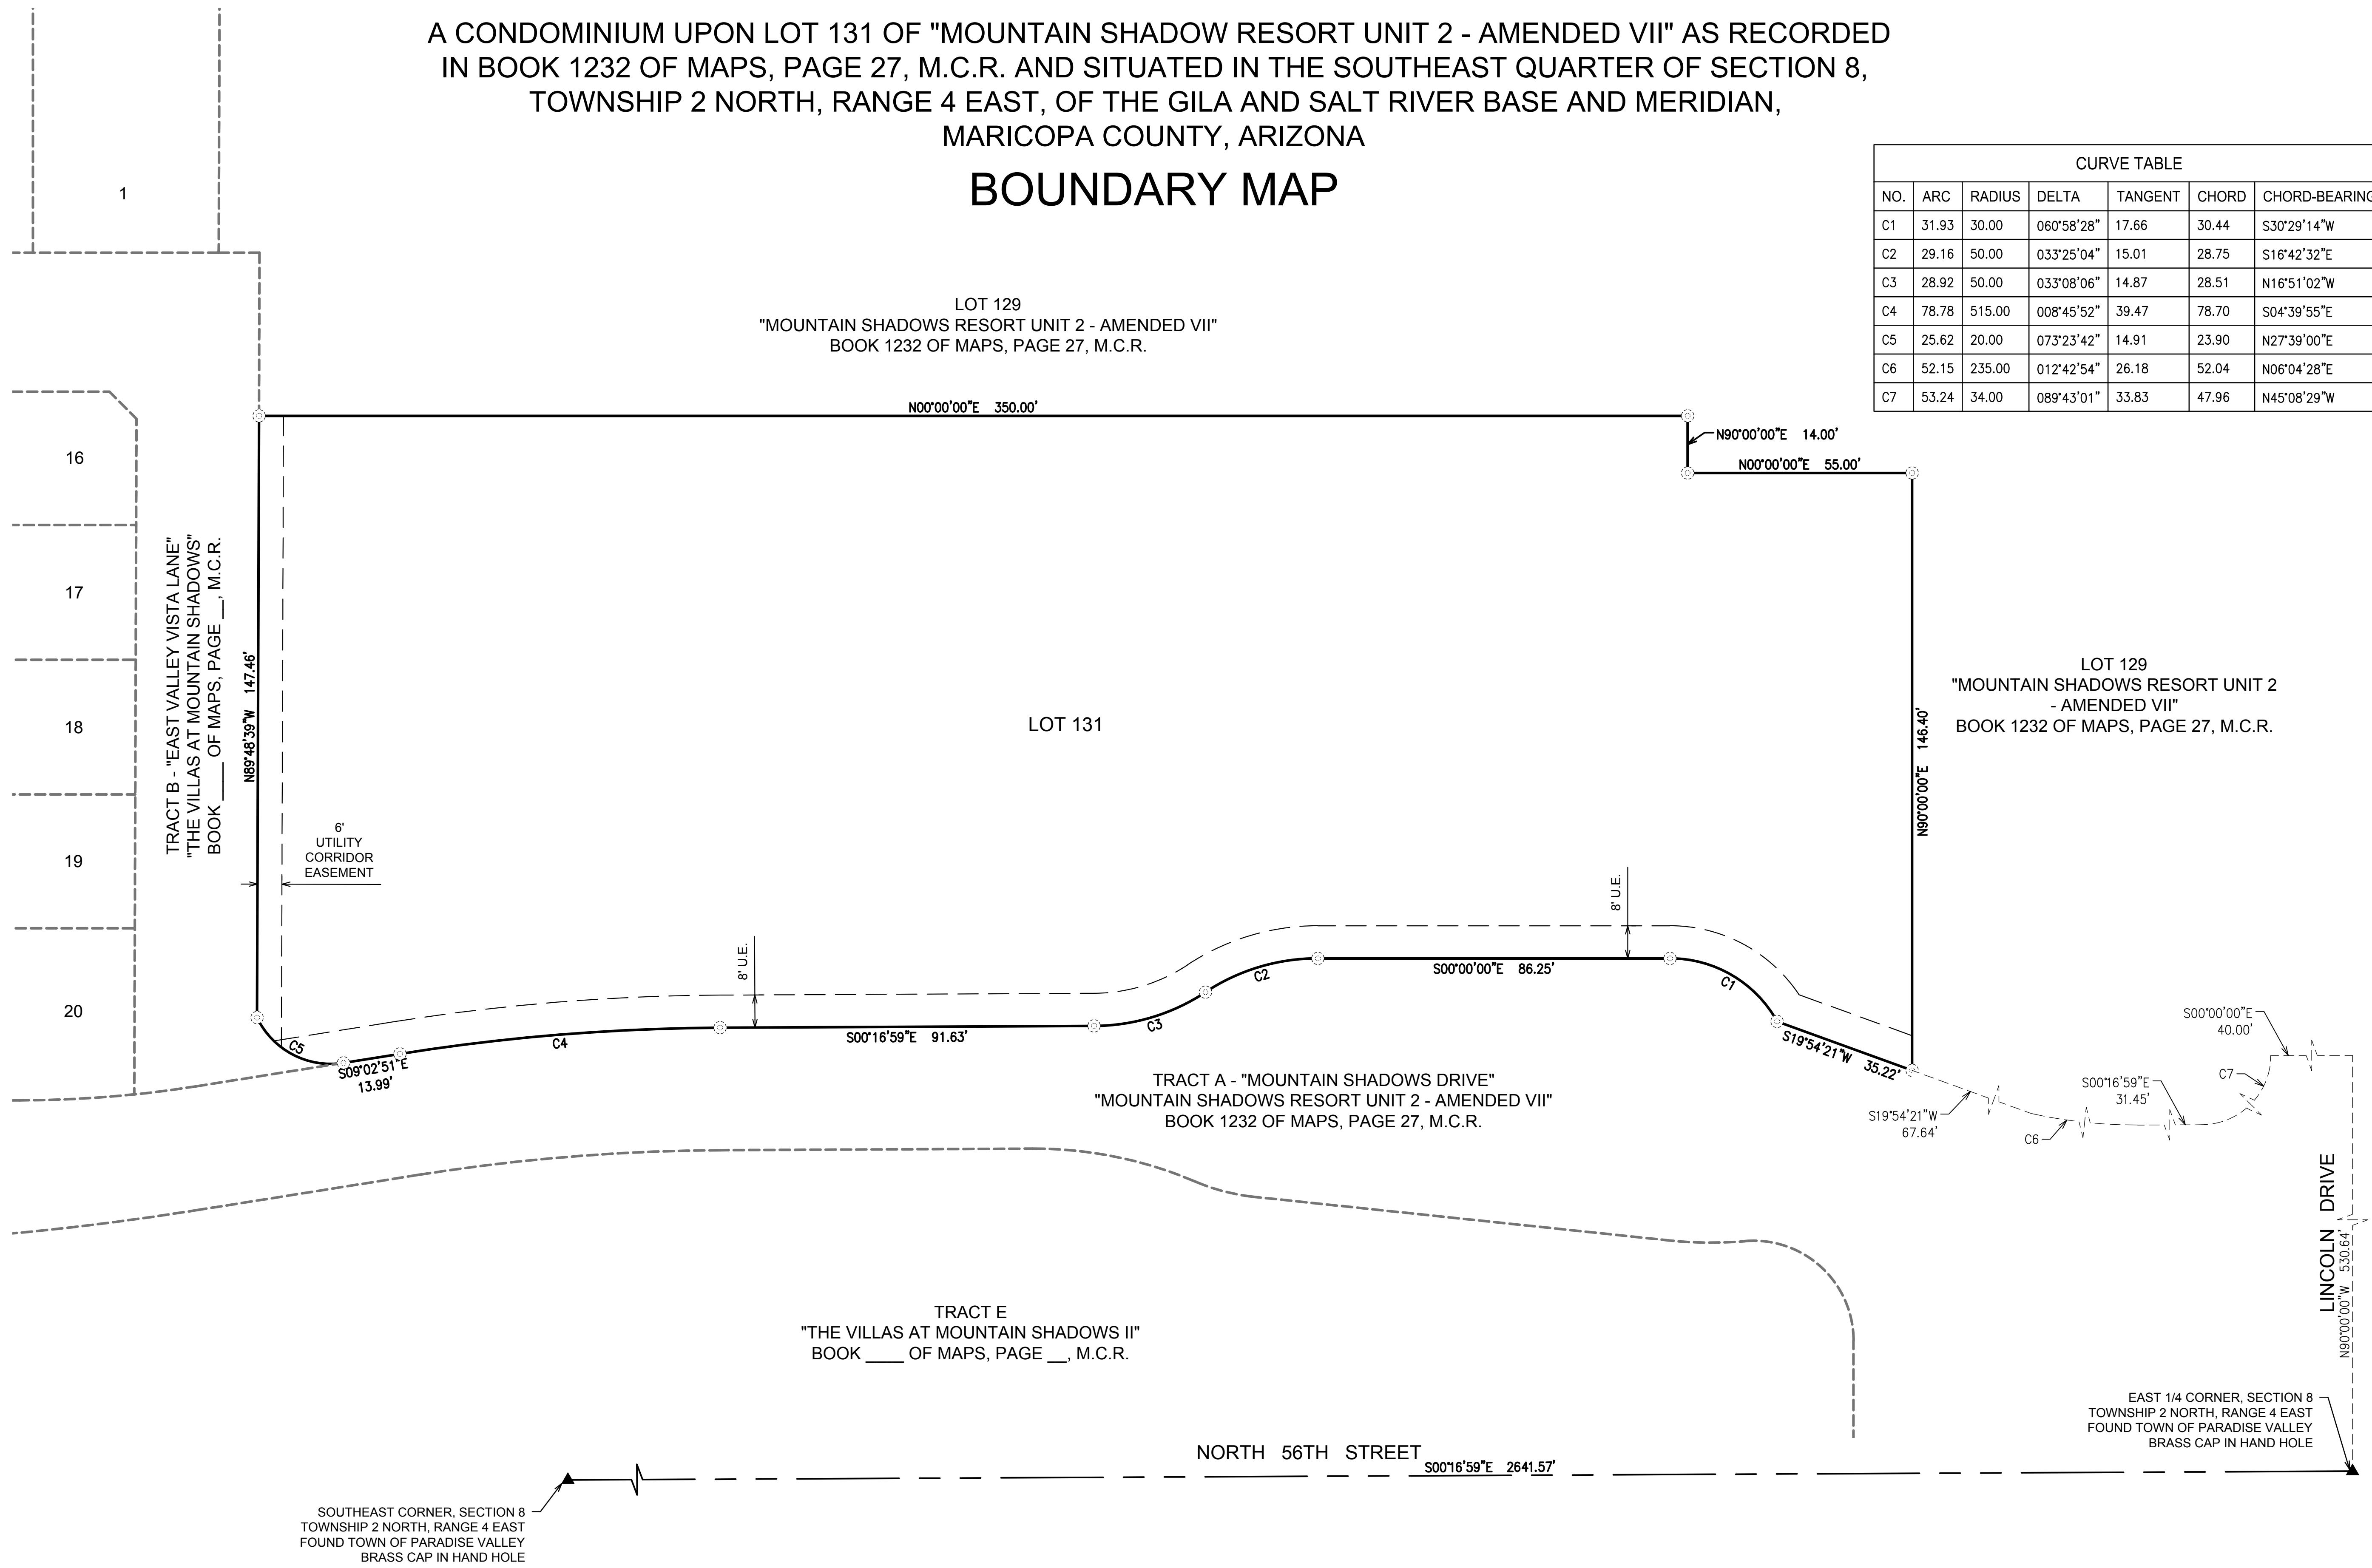 A CONDOMINIUM UPON LOT 131 OF "MOUNTAIN SHADOW RESORT UNIT 2 - AMENDED VII" AS RECORDED
IN BOOK 1232 OF MAPS, PAGE 27, M.C.R. AND SITUATED IN THE SOUTHEAST QUARTER OF SECTION 8,
TOWNSHIP 2 NORTH, RANGE 4 EAST, OF THE GILA AND SALT RIVER BASE AND MERIDIAN,
MARICOPA COUNTY, ARIZONA
BOUNDARY MAP
CURVE TABLE
NO. ARC RADIUS DELTA TANGENT CHORD CHORD-BEARING
C1 31.93 30.00 060°58'28" 17.66 30.44 S30°29'14"W
C2 29.16 50.00 033°25'04" 15.01 28.75 S16°42'32"E
C3 28.92 50.00 033°08'06" 14.87 28.51 N16°51'02"W
C4 78.78 515.00 008°45'52" 39.47 78.70 S04°39'55"E
C5 25.62 20.00 073°23'42" 14.91 23.90 N27°39'00"E
C6 52.15 235.00 012°42'54" 26.18 52.04 N06°04'28"E
C7 53.24 34.00 089°43'01" 33.83 47.96 N45°08'29"W
1
16
17
18
19
20
LOT 129
"MOUNTAIN SHADOWS RESORT UNIT 2 - AMENDED VII"
BOOK 1232 OF MAPS, PAGE 27, M.C.R.
N00°00'00"E 350.00'
N90°00'00"E 14.00'
N00°00'00"E 55.00'
TRACT B - "EAST VALLEY VISTA LANE"
"THE VILLAS AT MOUNTAIN SHADOWS"
BOOK ____ OF MAPS, PAGE __, M.C.R.
N89°48'39"W 147.46'
6'
UTILITY
CORRIDOR
EASEMENT
LOT 131
N90°00'00"E 146.40'
LOT 129
"MOUNTAIN SHADOWS RESORT UNIT 2
- AMENDED VII"
BOOK 1232 OF MAPS, PAGE 27, M.C.R.
8' U.E.
8' U.E.
C5
S09°02'51"E
13.99'
C4
S00°16'59"E 91.63'
C3
C2
S00°00'00"E 86.25'
C1
S19°54'21"W 35.22'
TRACT A - "MOUNTAIN SHADOWS DRIVE"
"MOUNTAIN SHADOWS RESORT UNIT 2 - AMENDED VII"
BOOK 1232 OF MAPS, PAGE 27, M.C.R.
S19°54'21"W
67.64'
C6
S00°16'59"E
31.45'
C7
S00°00'00"E
40.00'
LINCOLN DRIVE
N90°00'00"W 530.64'
TRACT E
"THE VILLAS AT MOUNTAIN SHADOWS II"
BOOK ____ OF MAPS, PAGE __, M.C.R.
EAST 1/4 CORNER, SECTION 8
TOWNSHIP 2 NORTH, RANGE 4 EAST
FOUND TOWN OF PARADISE VALLEY
BRASS CAP IN HAND HOLE
NORTH 56TH STREET
S00°16'59"E 2641.57'
SOUTHEAST CORNER, SECTION 8
TOWNSHIP 2 NORTH, RANGE 4 EAST
FOUND TOWN OF PARADISE VALLEY
BRASS CAP IN HAND HOLE